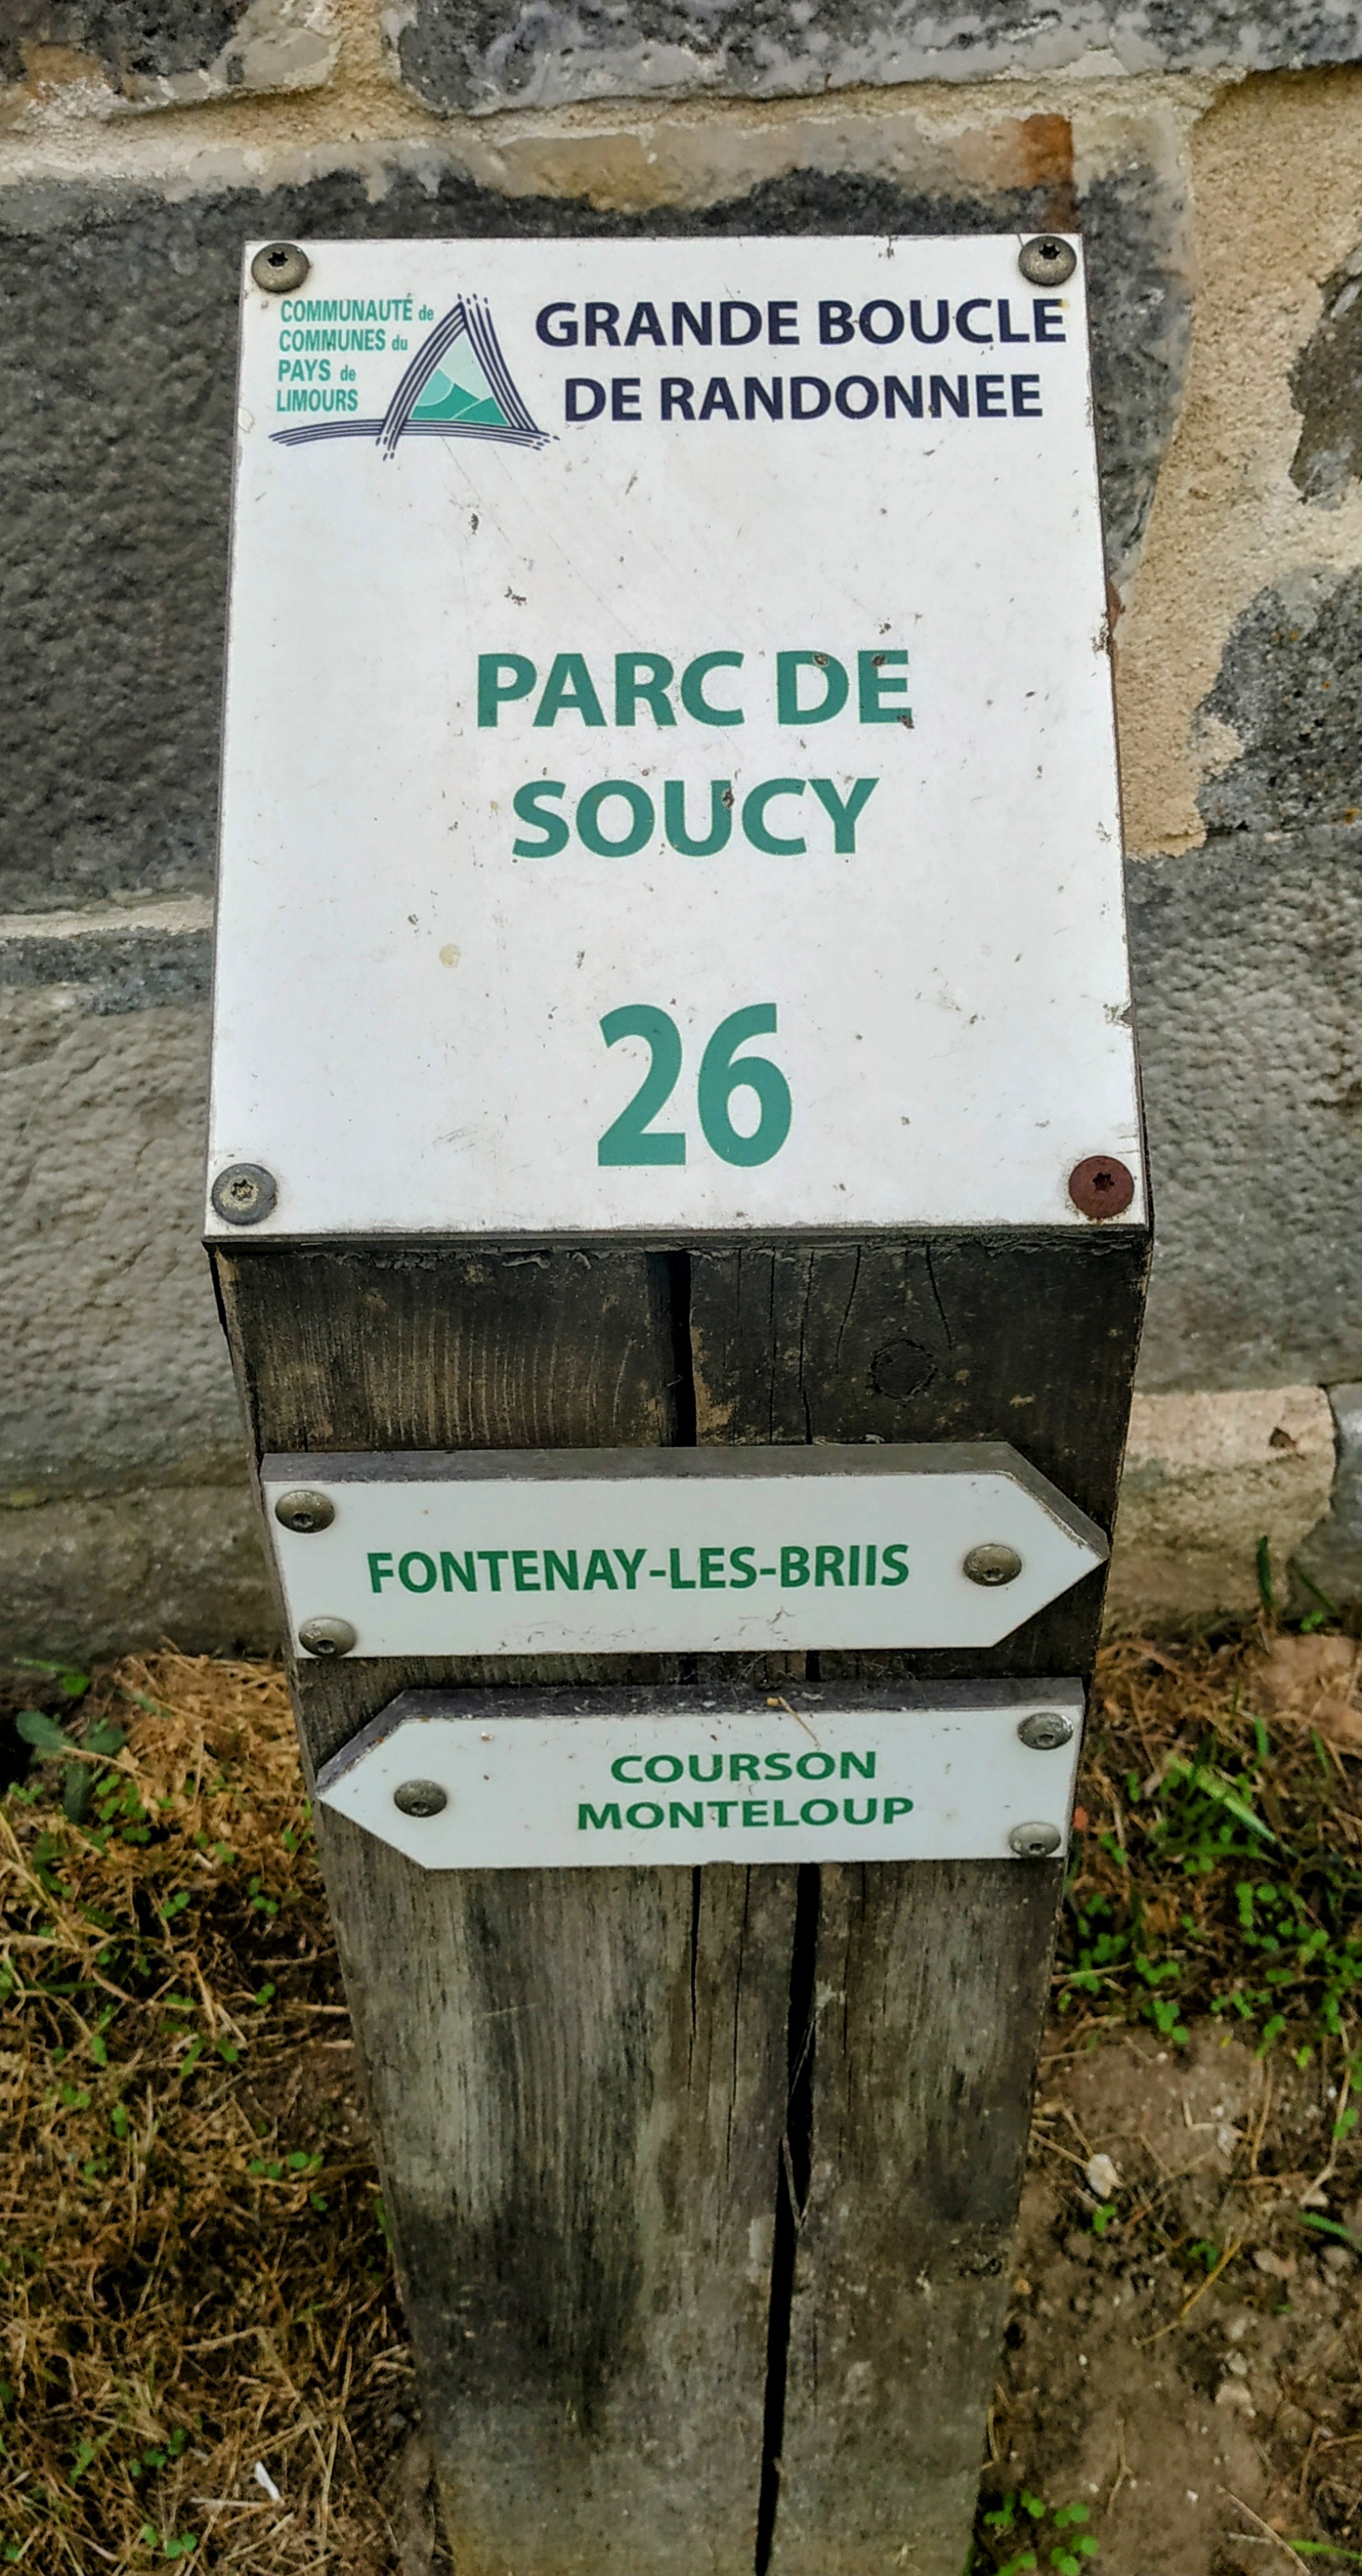 COMMUNAUTÉ de
COMMUNES du
PAYS de
LIMOURS
GRANDE BOUCLE
DE RANDONNEE
PARC DE
SOUCY
26
FONTENAY-LES-BRIIS
COURSON
MONTELOUP